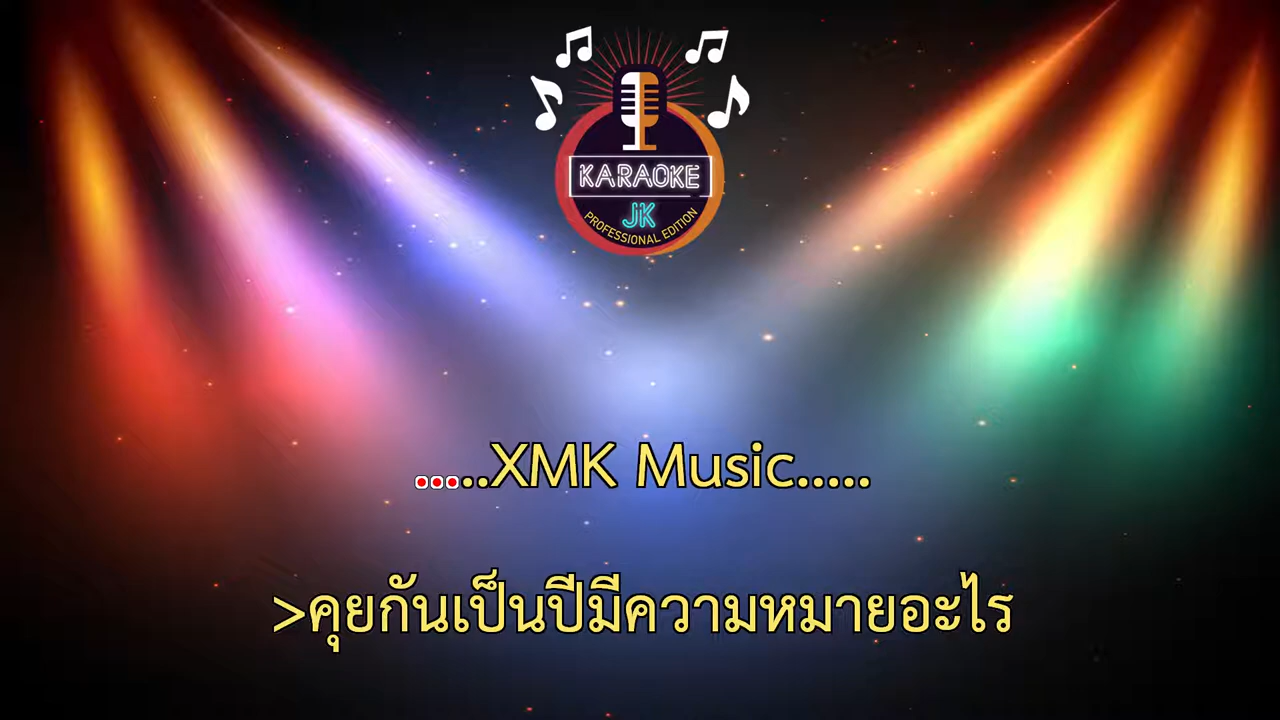 KARAOKE
JK
PROFESSIONAL EDITION
.....XMK Music.....
>คุยกันเป็นปีมีความหมายอะไร